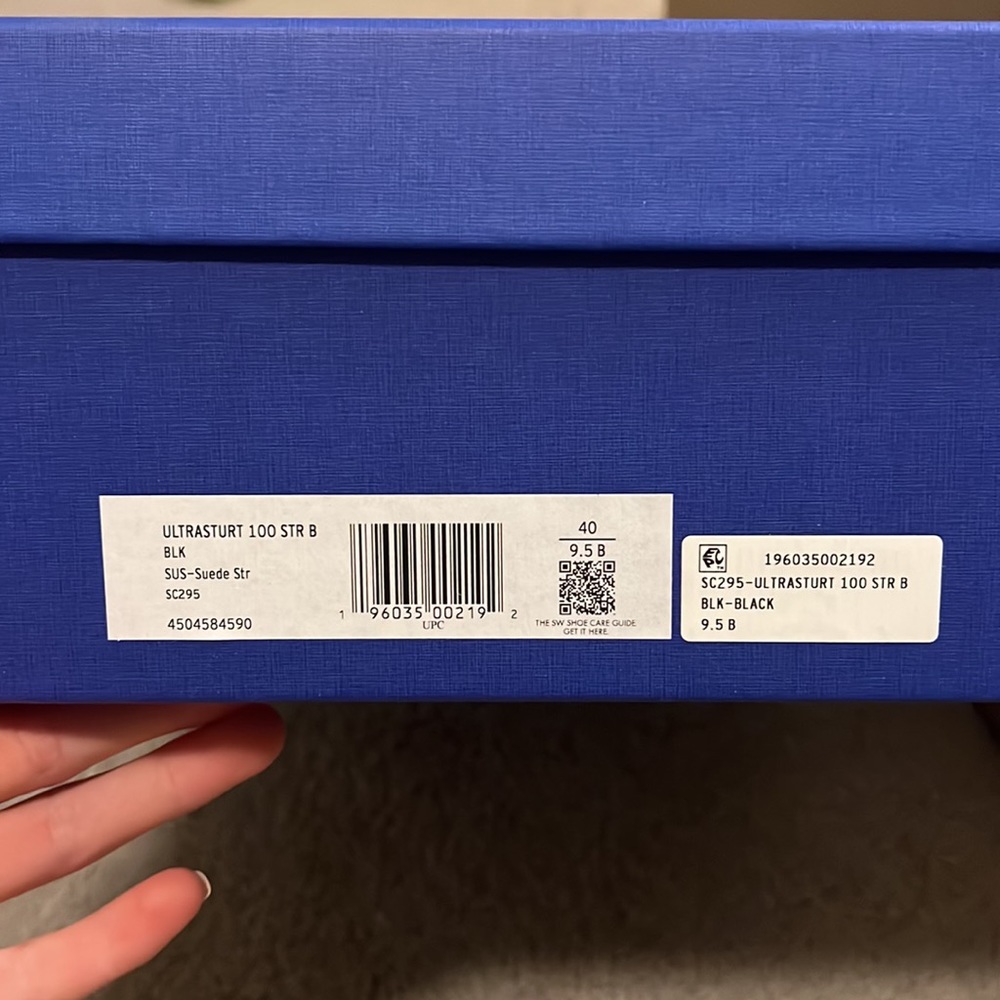 ULTRASTURT 100 STR B
BLK
SUS-Suede Str
SC295
4504584590
1 96035 00219 2
UPC
40
9.5 B
THE SW SHOE CARE GUIDE.
GET IT HERE.
196035002192
SC295-ULTRASTURT 100 STR B
BLK-BLACK
9.5 B